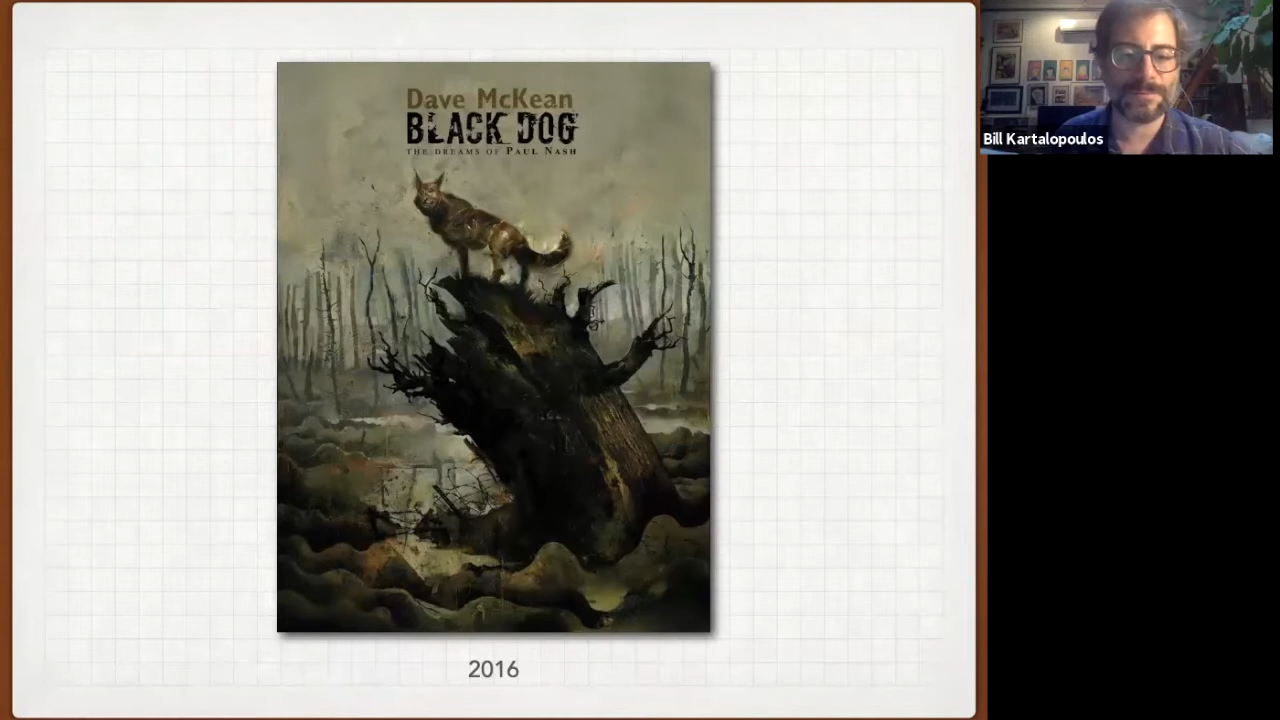 Dave McKean
BLACK DOG
THE DREAMS OF PAUL NASH
2016
Bill Kartalopoulos